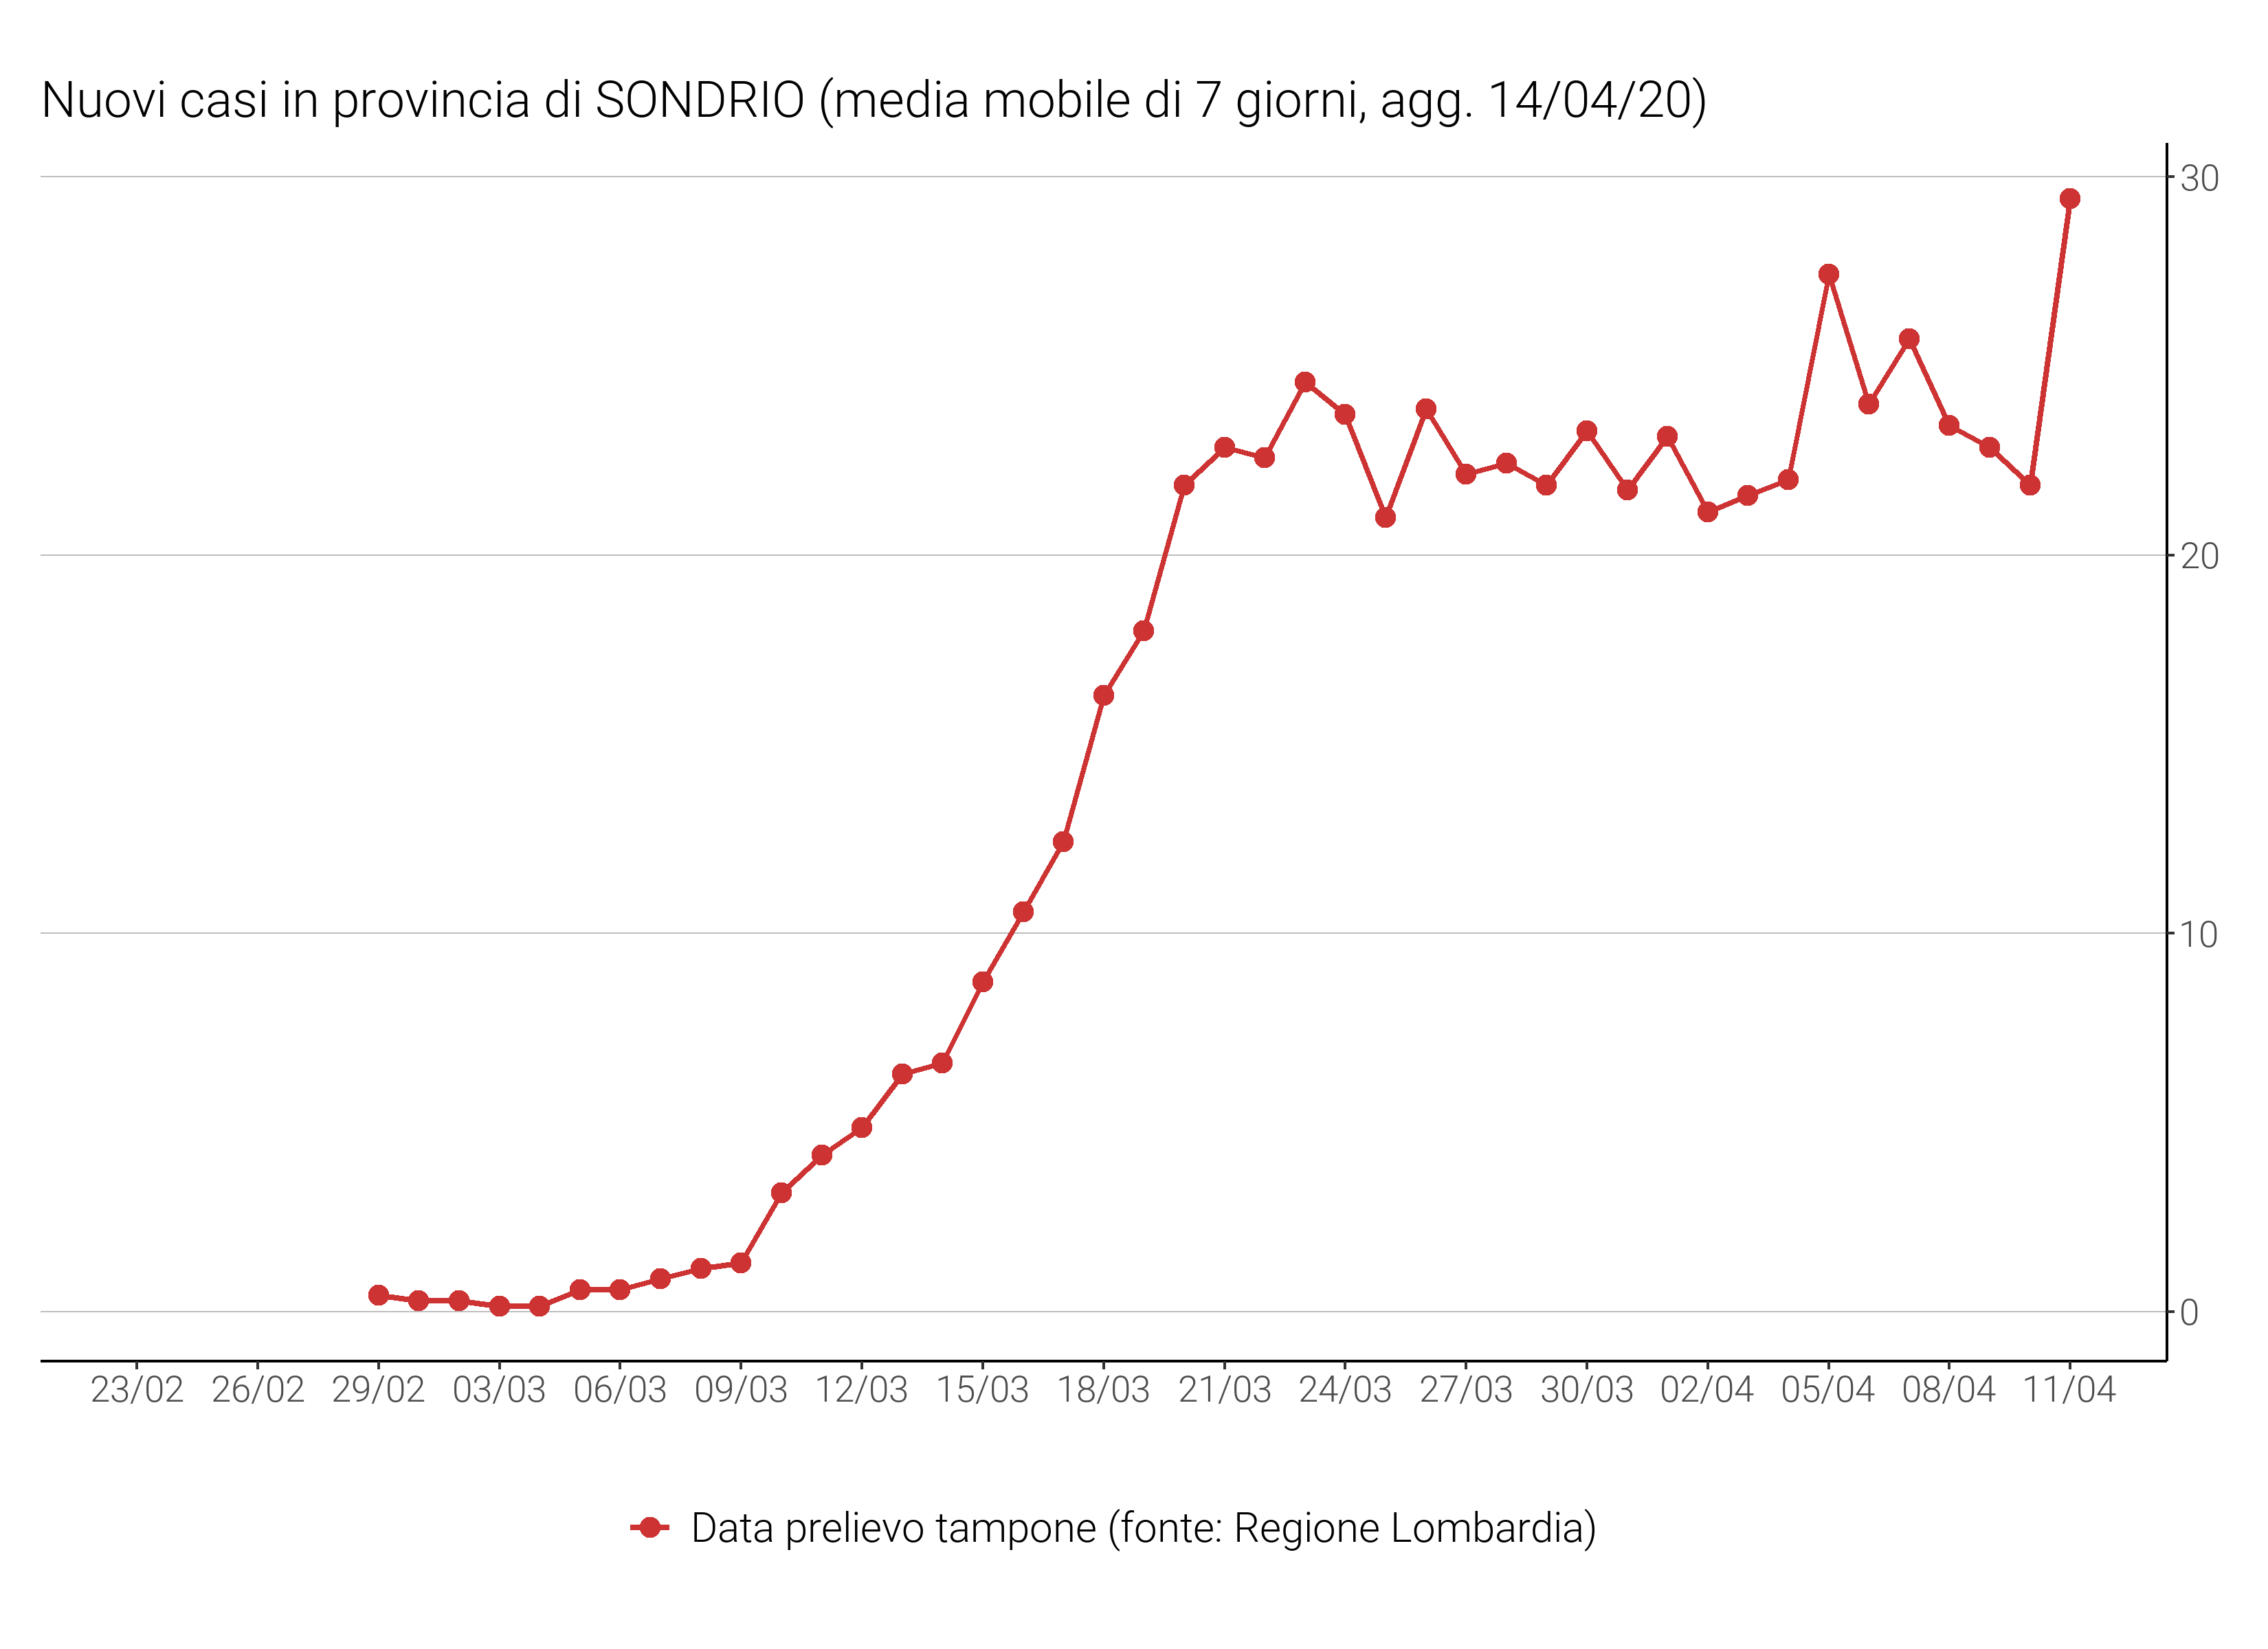 Nuovi casi in provincia di SONDRIO (media mobile di 7 giorni, agg. 14/04/20)
30
20
10
0
23/02 26/02 29/02 03/03 06/03 09/03 12/03 15/03 18/03 21/03 24/03 27/03 30/03 02/04 05/04 08/04 11/04
Data prelievo tampone (fonte: Regione Lombardia)